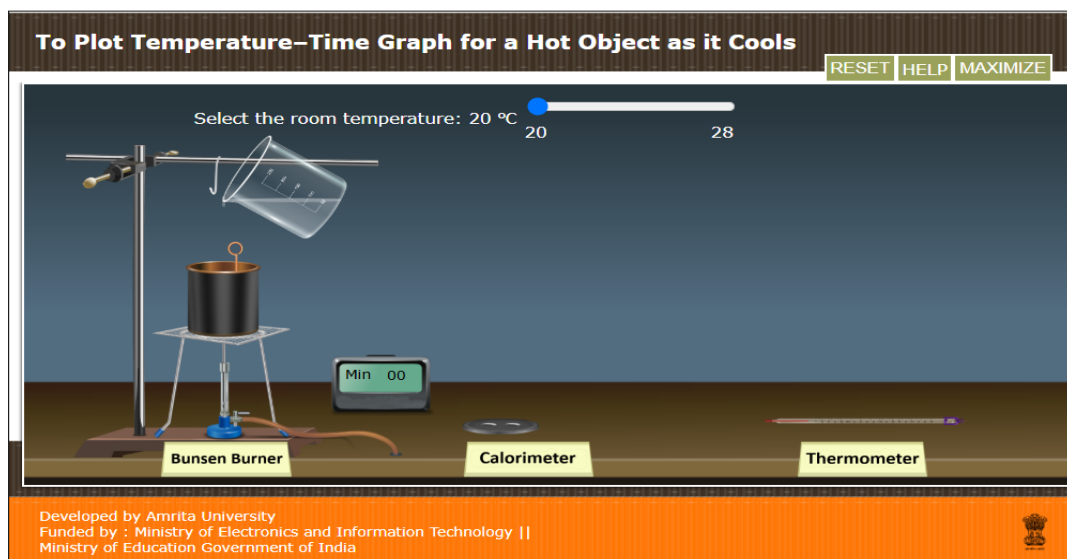 To Plot Temperature–Time Graph for a Hot Object as it Cools
RESET HELP MAXIMIZE
Select the room temperature: 20 ºC
20 28
Min 00
Bunsen Burner
Calorimeter
Thermometer
Developed by Amrita University
Funded by : Ministry of Electronics and Information Technology ||
Ministry of Education Government of India